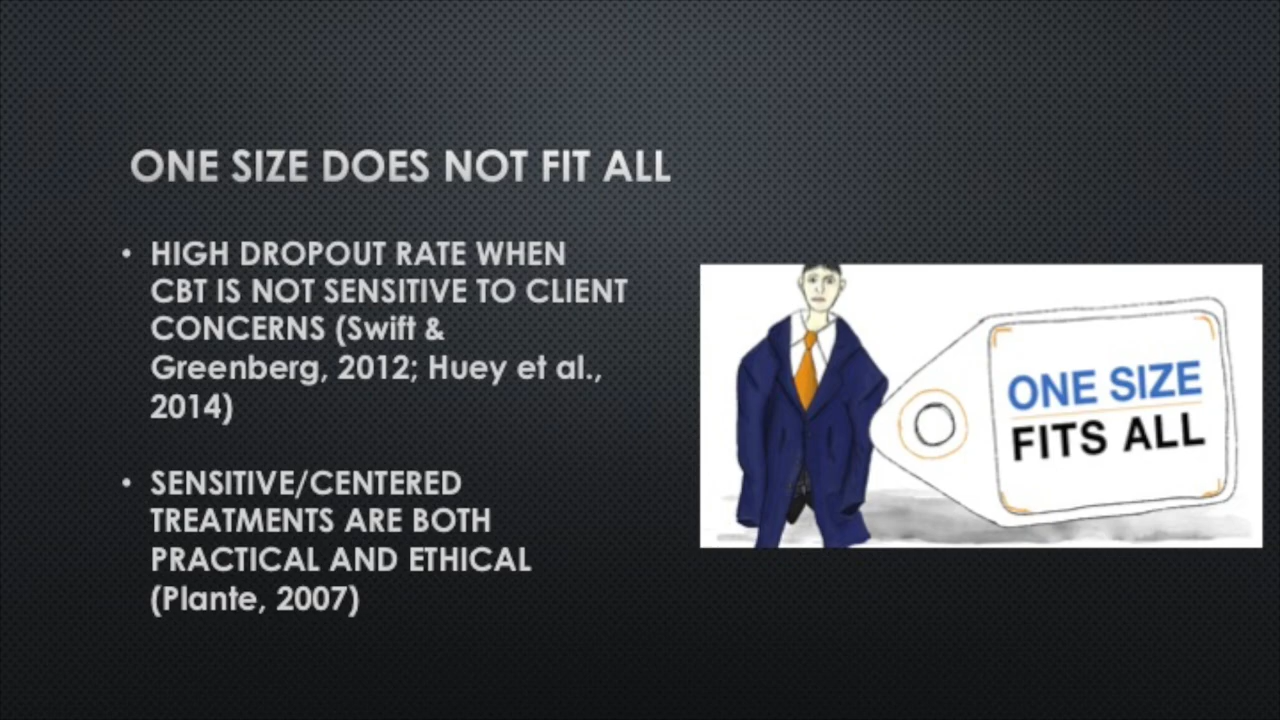 ONE SIZE DOES NOT FIT ALL
• HIGH DROPOUT RATE WHEN
CBT IS NOT SENSITIVE TO CLIENT
CONCERNS (Swift &
Greenberg, 2012; Huey et al.,
2014)
• SENSITIVE/CENTERED
TREATMENTS ARE BOTH
PRACTICAL AND ETHICAL
(Plante, 2007)
ONE SIZE
FITS ALL